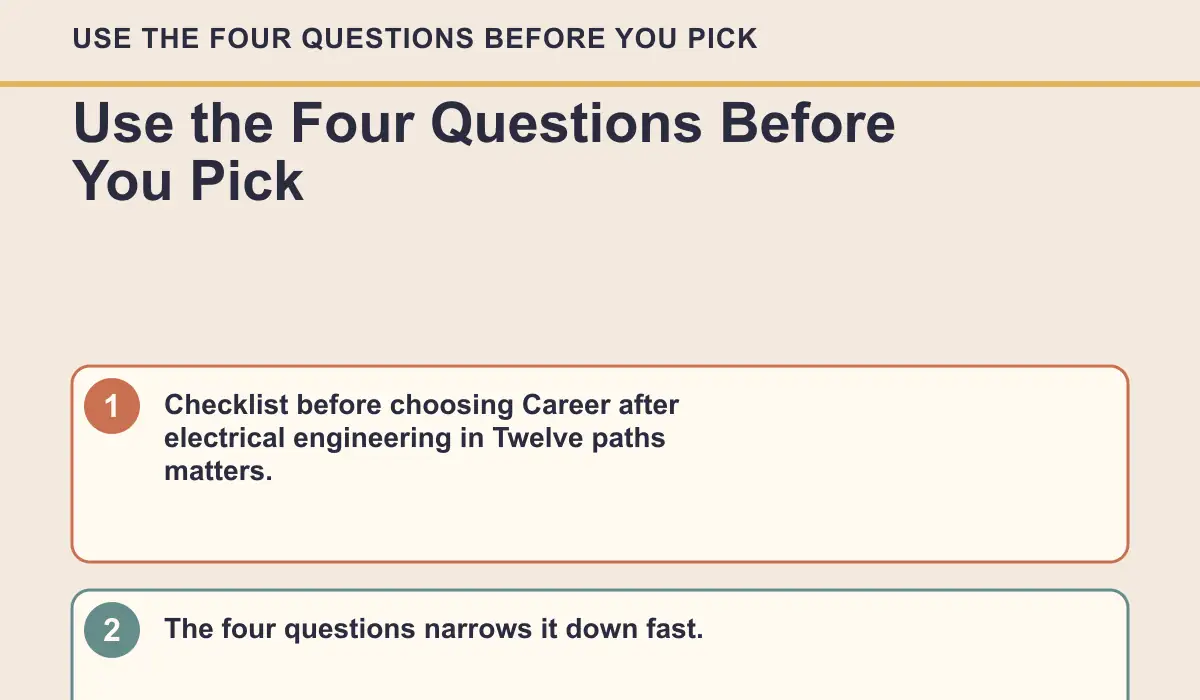 USE THE FOUR QUESTIONS BEFORE YOU PICK
Use the Four Questions Before
You Pick
1
Checklist before choosing Career after
electrical engineering in Twelve paths
matters.
2
The four questions narrows it down fast.